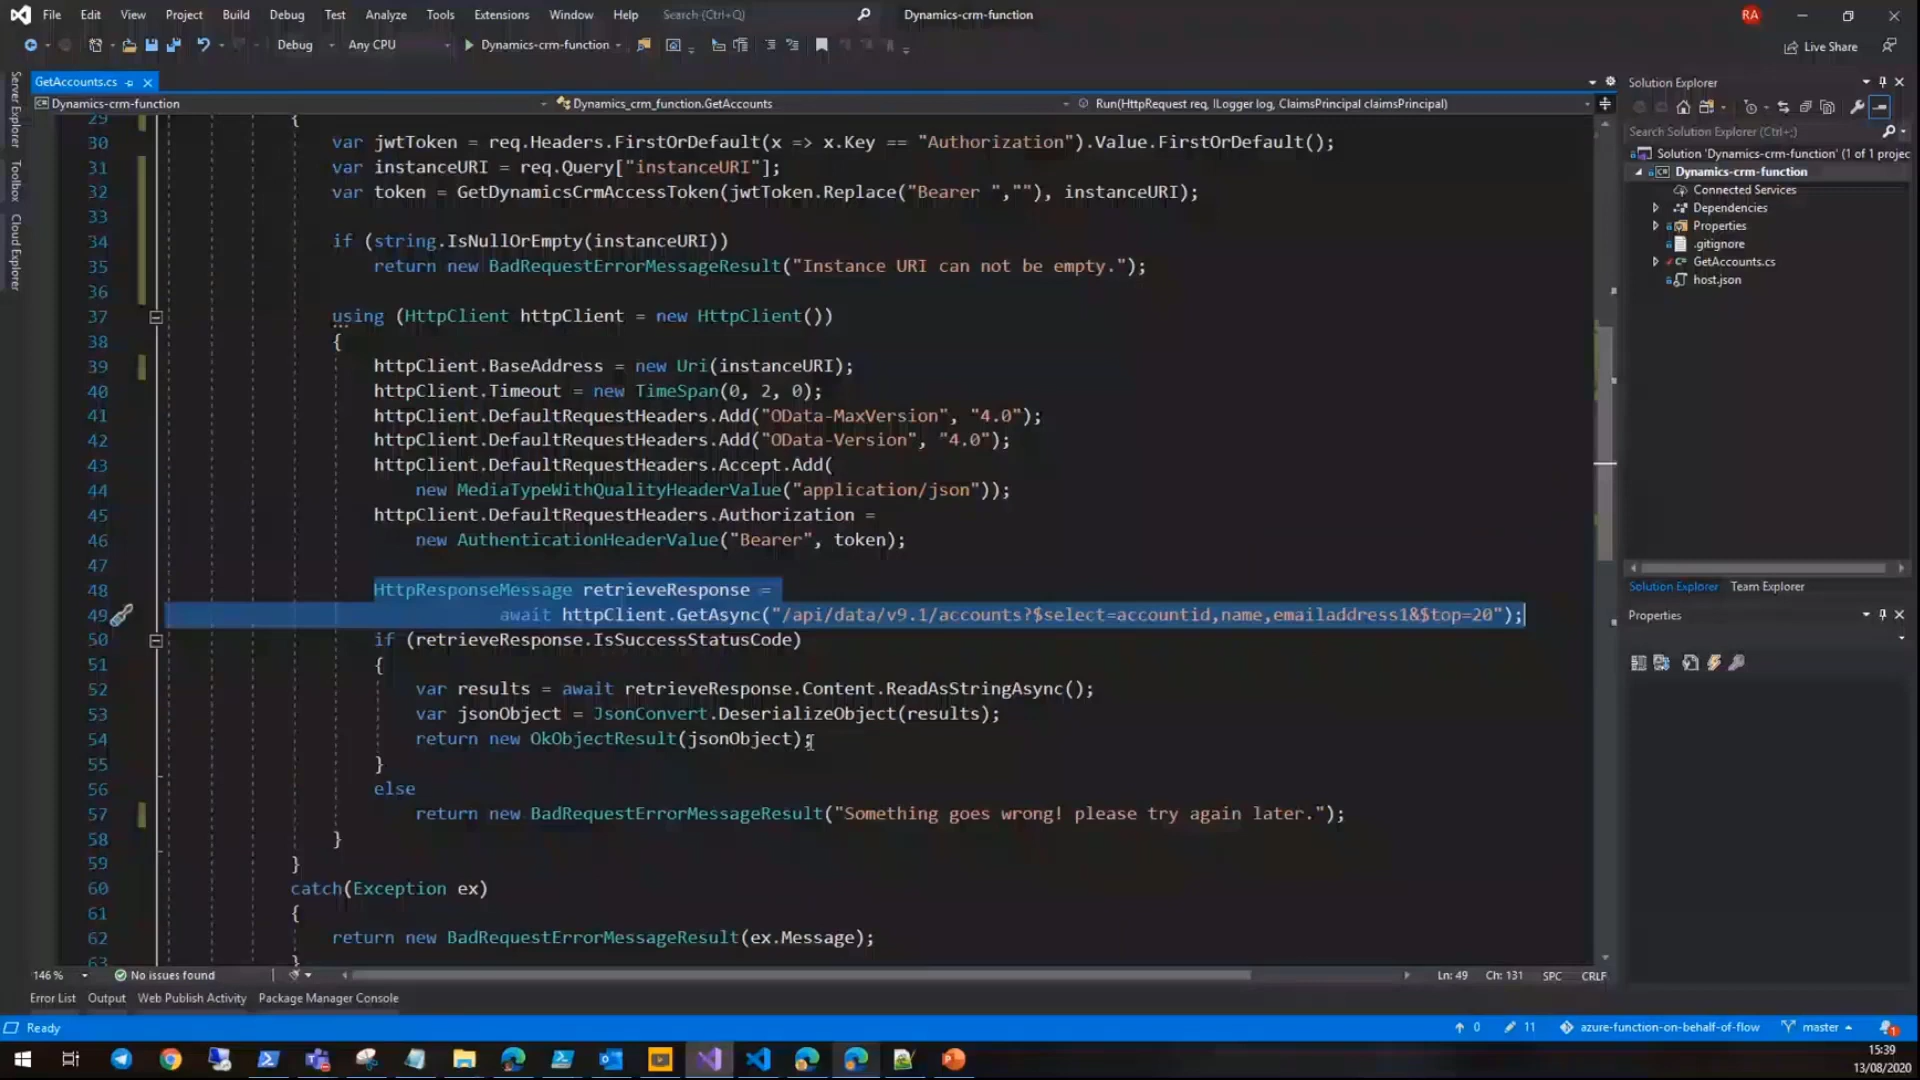 File Edit View Project Build Debug Test Analyze Tools Extensions Window Help Search (Ctrl+Q) Dynamics-crm-function RA
Debug Any CPU Dynamics-crm-function Live Share
GetAccounts.cs
Dynamics-crm-function Dynamics_crm_function.GetAccounts Run(HttpRequest req, ILogger log, ClaimsPrincipal claimsPrincipal)
29 {
30 var jwtToken = req.Headers.FirstOrDefault(x => x.Key == "Authorization").Value.FirstOrDefault();
31 var instanceURI = req.Query["instanceURI"];
32 var token = GetDynamicsCrmAccessToken(jwtToken.Replace("Bearer ",""), instanceURI);
33
34 if (string.IsNullOrEmpty(instanceURI))
35 return new BadRequestErrorMessageResult("Instance URI can not be empty.");
36
37 using (HttpClient httpClient = new HttpClient())
38 {
39 httpClient.BaseAddress = new Uri(instanceURI);
40 httpClient.Timeout = new TimeSpan(0, 2, 0);
41 httpClient.DefaultRequestHeaders.Add("OData-MaxVersion", "4.0");
42 httpClient.DefaultRequestHeaders.Add("OData-Version", "4.0");
43 httpClient.DefaultRequestHeaders.Accept.Add(
44 new MediaTypeWithQualityHeaderValue("application/json"));
45 httpClient.DefaultRequestHeaders.Authorization =
46 new AuthenticationHeaderValue("Bearer", token);
47
48 HttpResponseMessage retrieveResponse =
49 await httpClient.GetAsync("/api/data/v9.1/accounts?$select=accountid,name,emailaddress1&$top=20");
50 if (retrieveResponse.IsSuccessStatusCode)
51 {
52 var results = await retrieveResponse.Content.ReadAsStringAsync();
53 var jsonObject = JsonConvert.DeserializeObject(results);
54 return new OkObjectResult(jsonObject);
55 }
56 else
57 return new BadRequestErrorMessageResult("Something goes wrong! please try again later.");
58 }
59 }
60 catch(Exception ex)
61 {
62 return new BadRequestErrorMessageResult(ex.Message);
63 }
146 % No issues found Ln: 49 Ch: 131 SPC CRLF
Error List Output Web Publish Activity Package Manager Console
Ready 0 11 azure-function-on-behalf-of-flow master 1
15:39
13/08/2020
Server Explorer
Toolbox
Cloud Explorer
Solution Explorer
Search Solution Explorer (Ctrl+;)
Solution 'Dynamics-crm-function' (1 of 1 projec
Dynamics-crm-function
Connected Services
Dependencies
Properties
.gitignore
GetAccounts.cs
host.json
Solution Explorer Team Explorer
Properties